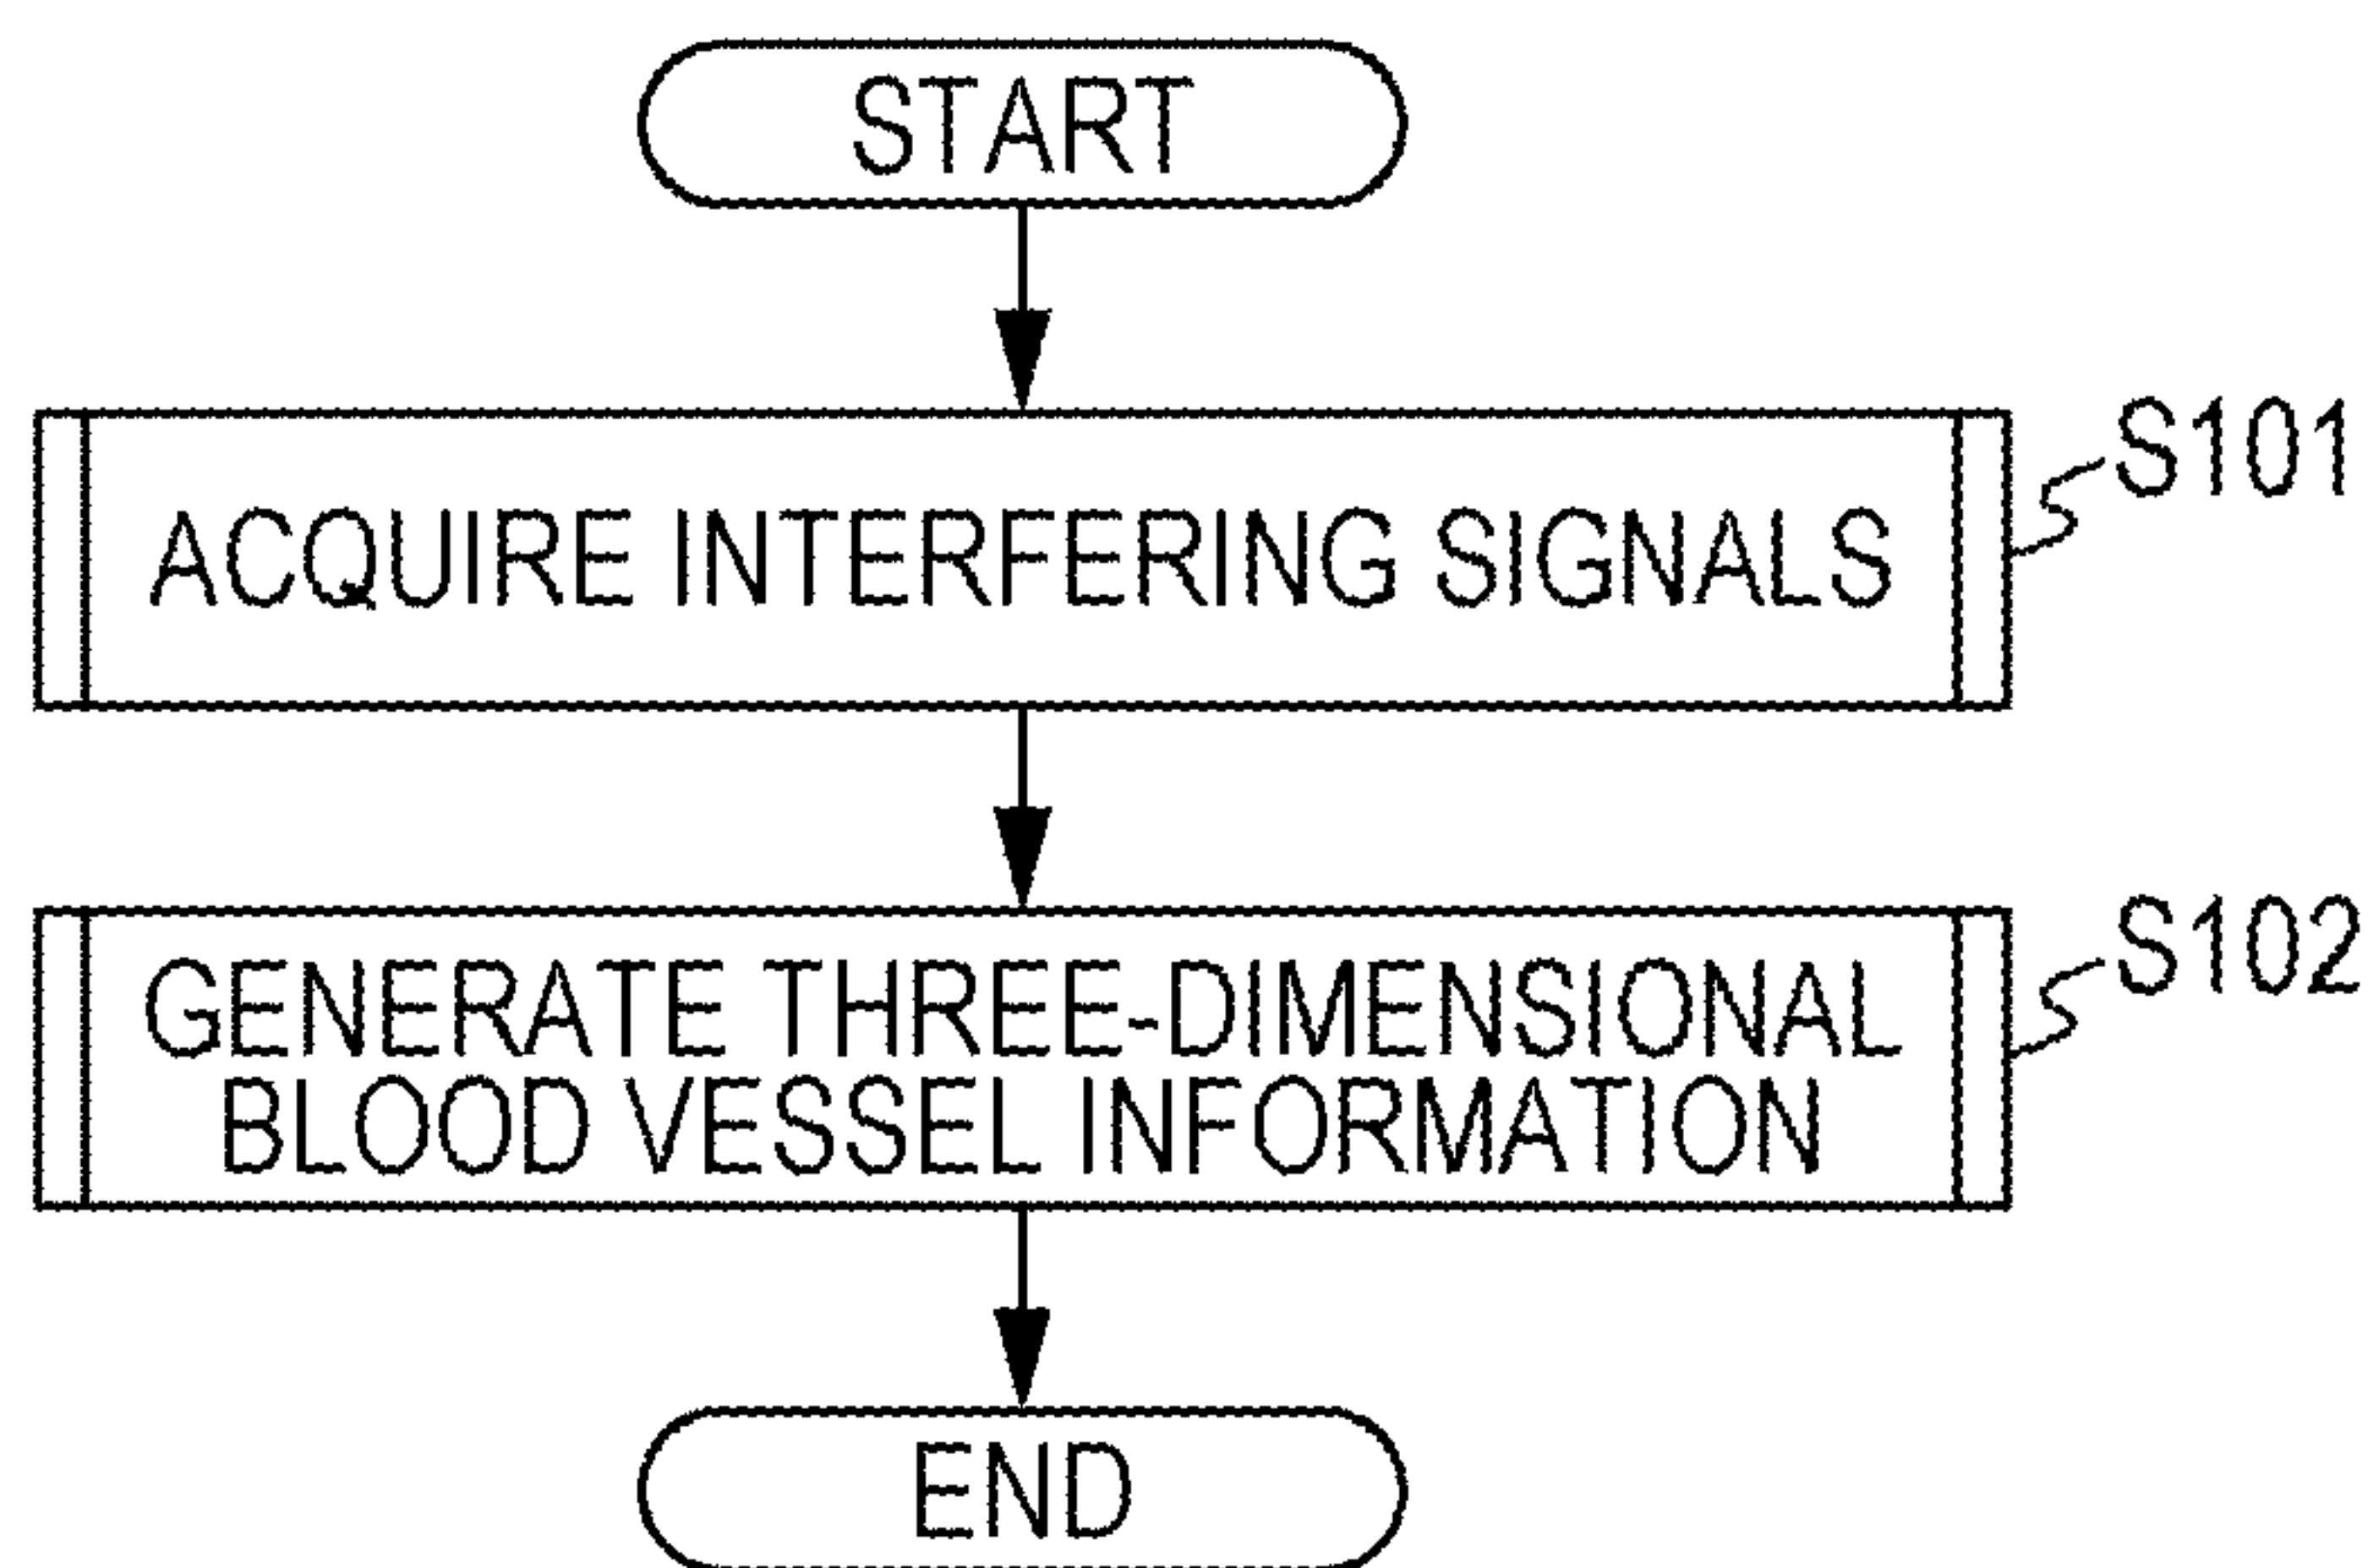 START
ACQUIRE INTERFERING SIGNALS
S101
GENERATE THREE-DIMENSIONAL
BLOOD VESSEL INFORMATION
S102
END